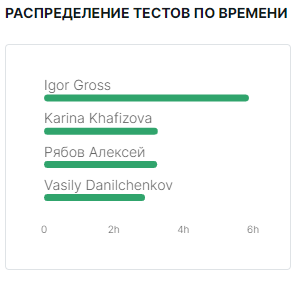 РАСПРЕДЕЛЕНИЕ ТЕСТОВ ПО ВРЕМЕНИ
Igor Gross
Karina Khafizova
Рябов Алексей
Vasily Danilchenkov
0 2h 4h 6h